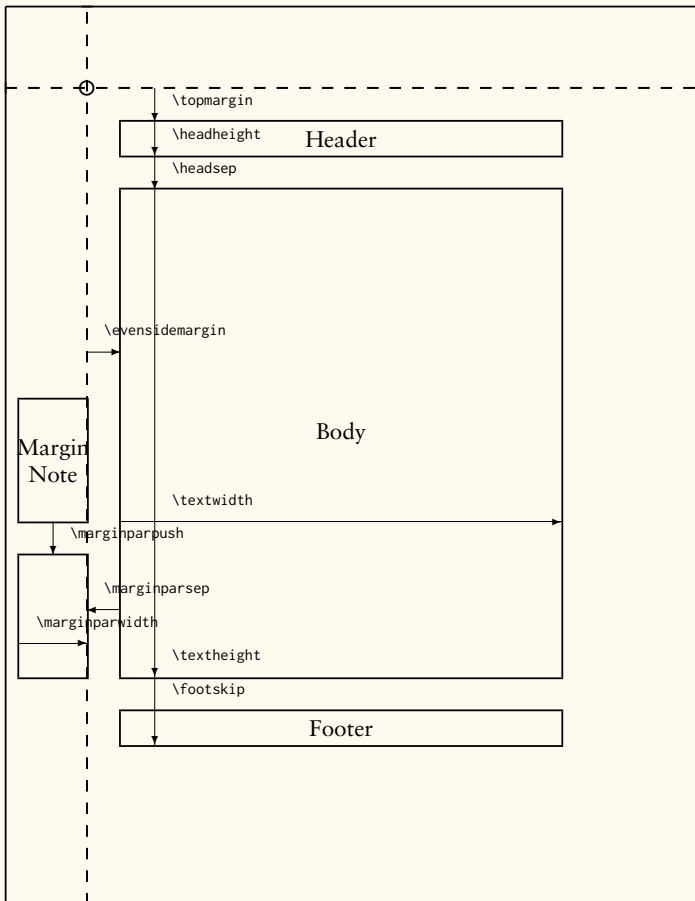 \topmargin
\headheight
Header
\headsep
\evensidemargin
Body
Margin
Note
\textwidth
\marginparpush
\marginparsep
\marginparwidth
\textheight
\footskip
Footer